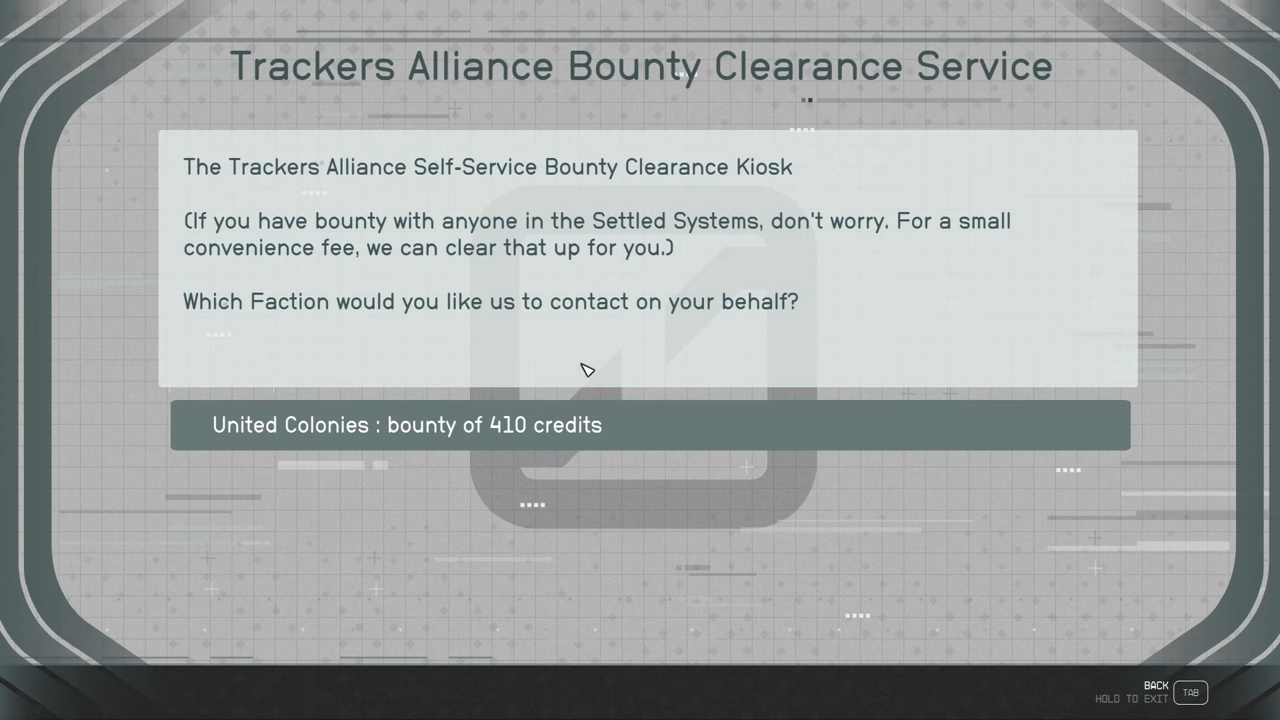 Trackers Alliance Bounty Clearance Service
The Trackers Alliance Self-Service Bounty Clearance Kiosk
(If you have bounty with anyone in the Settled Systems, don't worry. For a small
convenience fee, we can clear that up for you.)
Which Faction would you like us to contact on your behalf?
United Colonies : bounty of 410 credits
BACK
HOLD TO EXIT
TAB